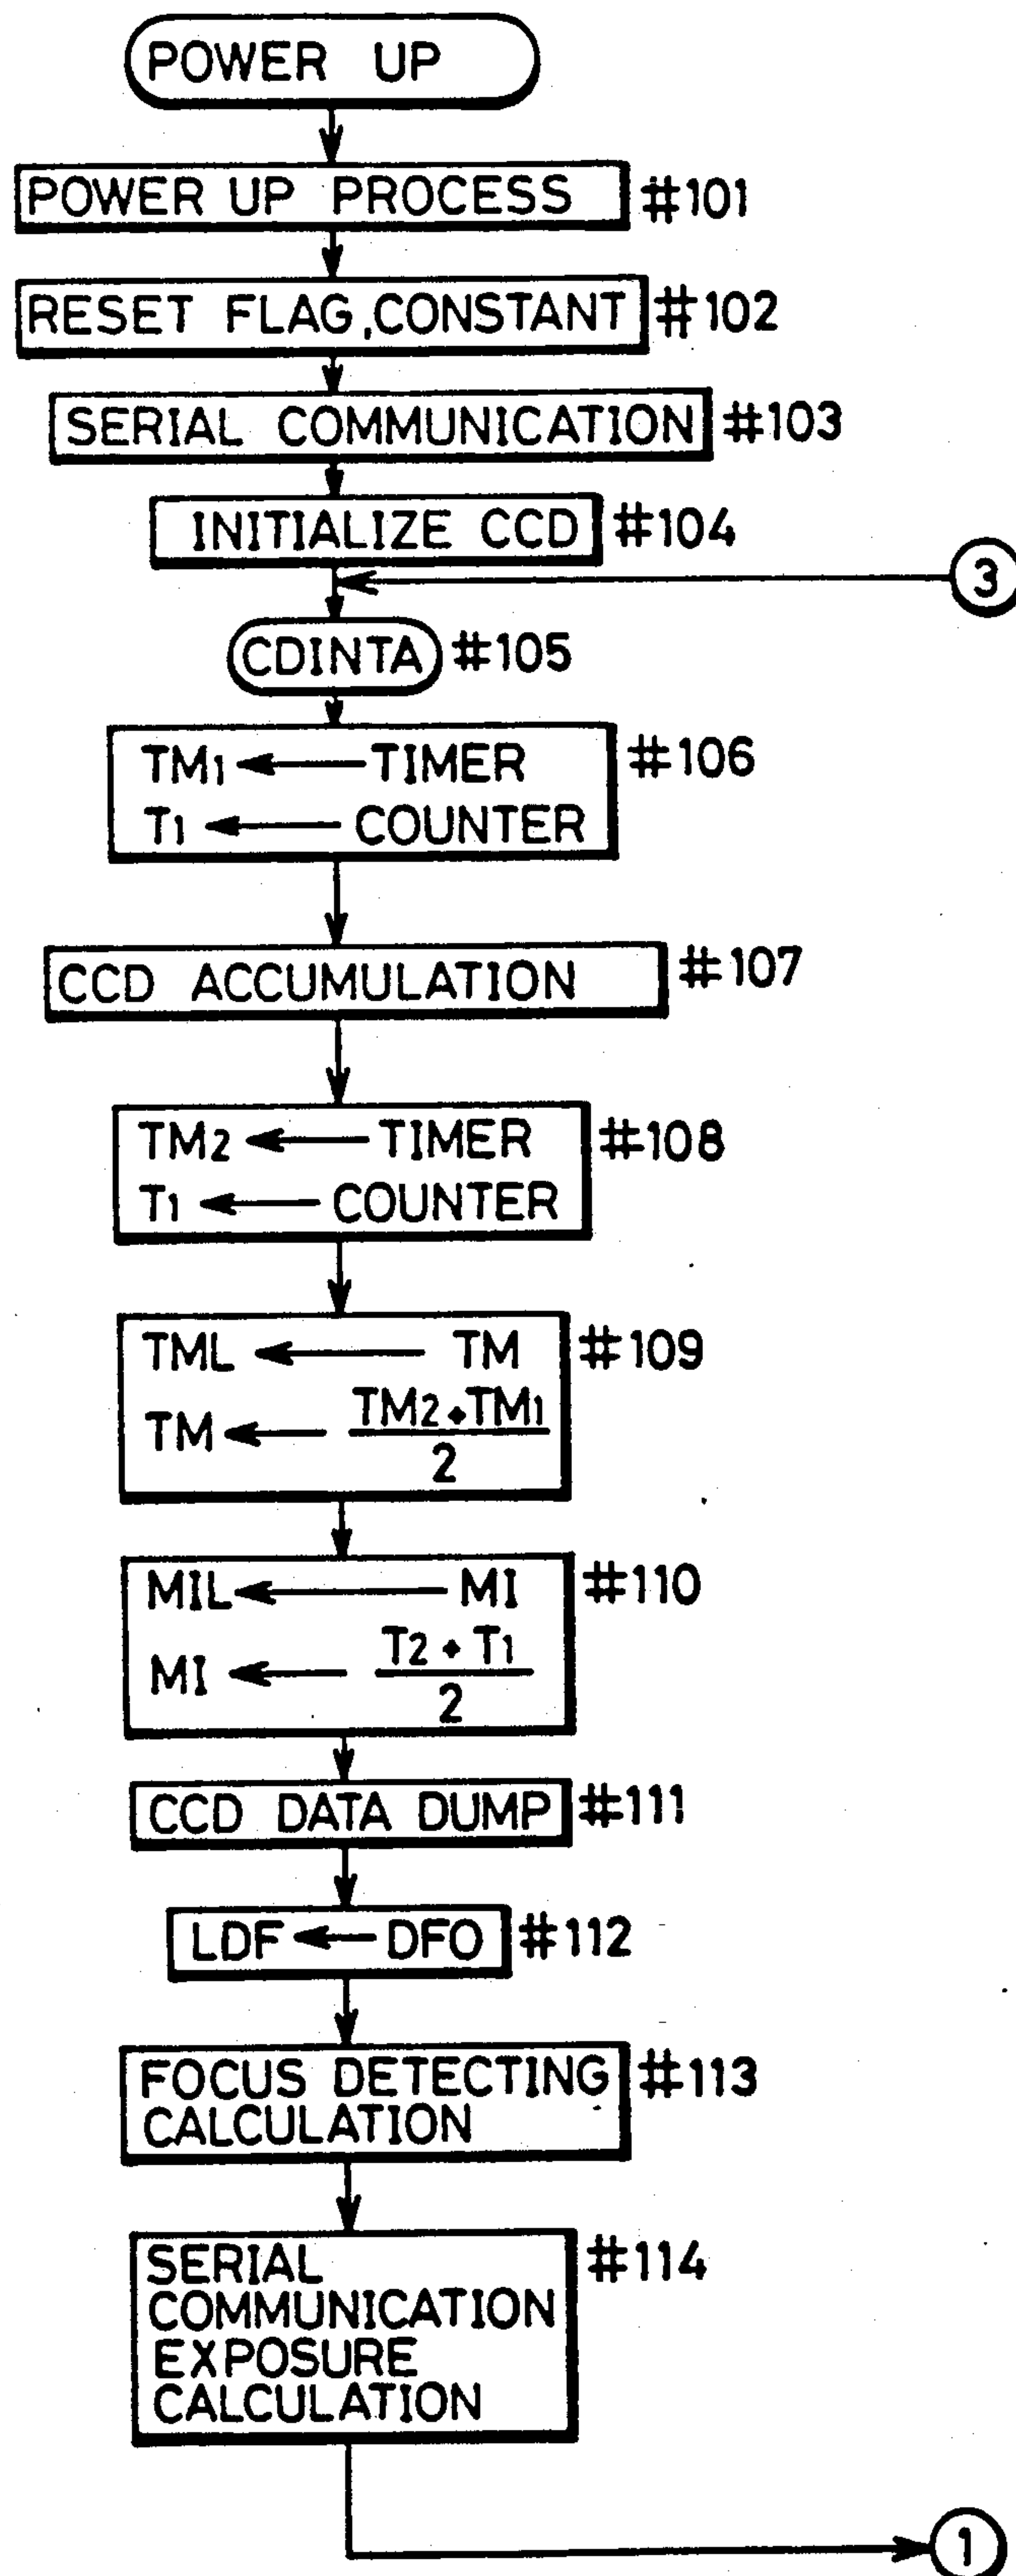 POWER UP
POWER UP PROCESS #101
RESET FLAG,CONSTANT #102
SERIAL COMMUNICATION #103
INITIALIZE CCD #104
3
CDINTA #105
TM1 ← TIMER #106
T1 ← COUNTER
CCD ACCUMULATION #107
TM2 ← TIMER #108
T1 ← COUNTER
TML ← TM #109
TM ← TM2+TM1
2
MIL ← MI #110
MI ← T2 + T1
2
CCD DATA DUMP #111
LDF ← DFO #112
FOCUS DETECTING #113
CALCULATION
SERIAL #114
COMMUNICATION
EXPOSURE
CALCULATION
1